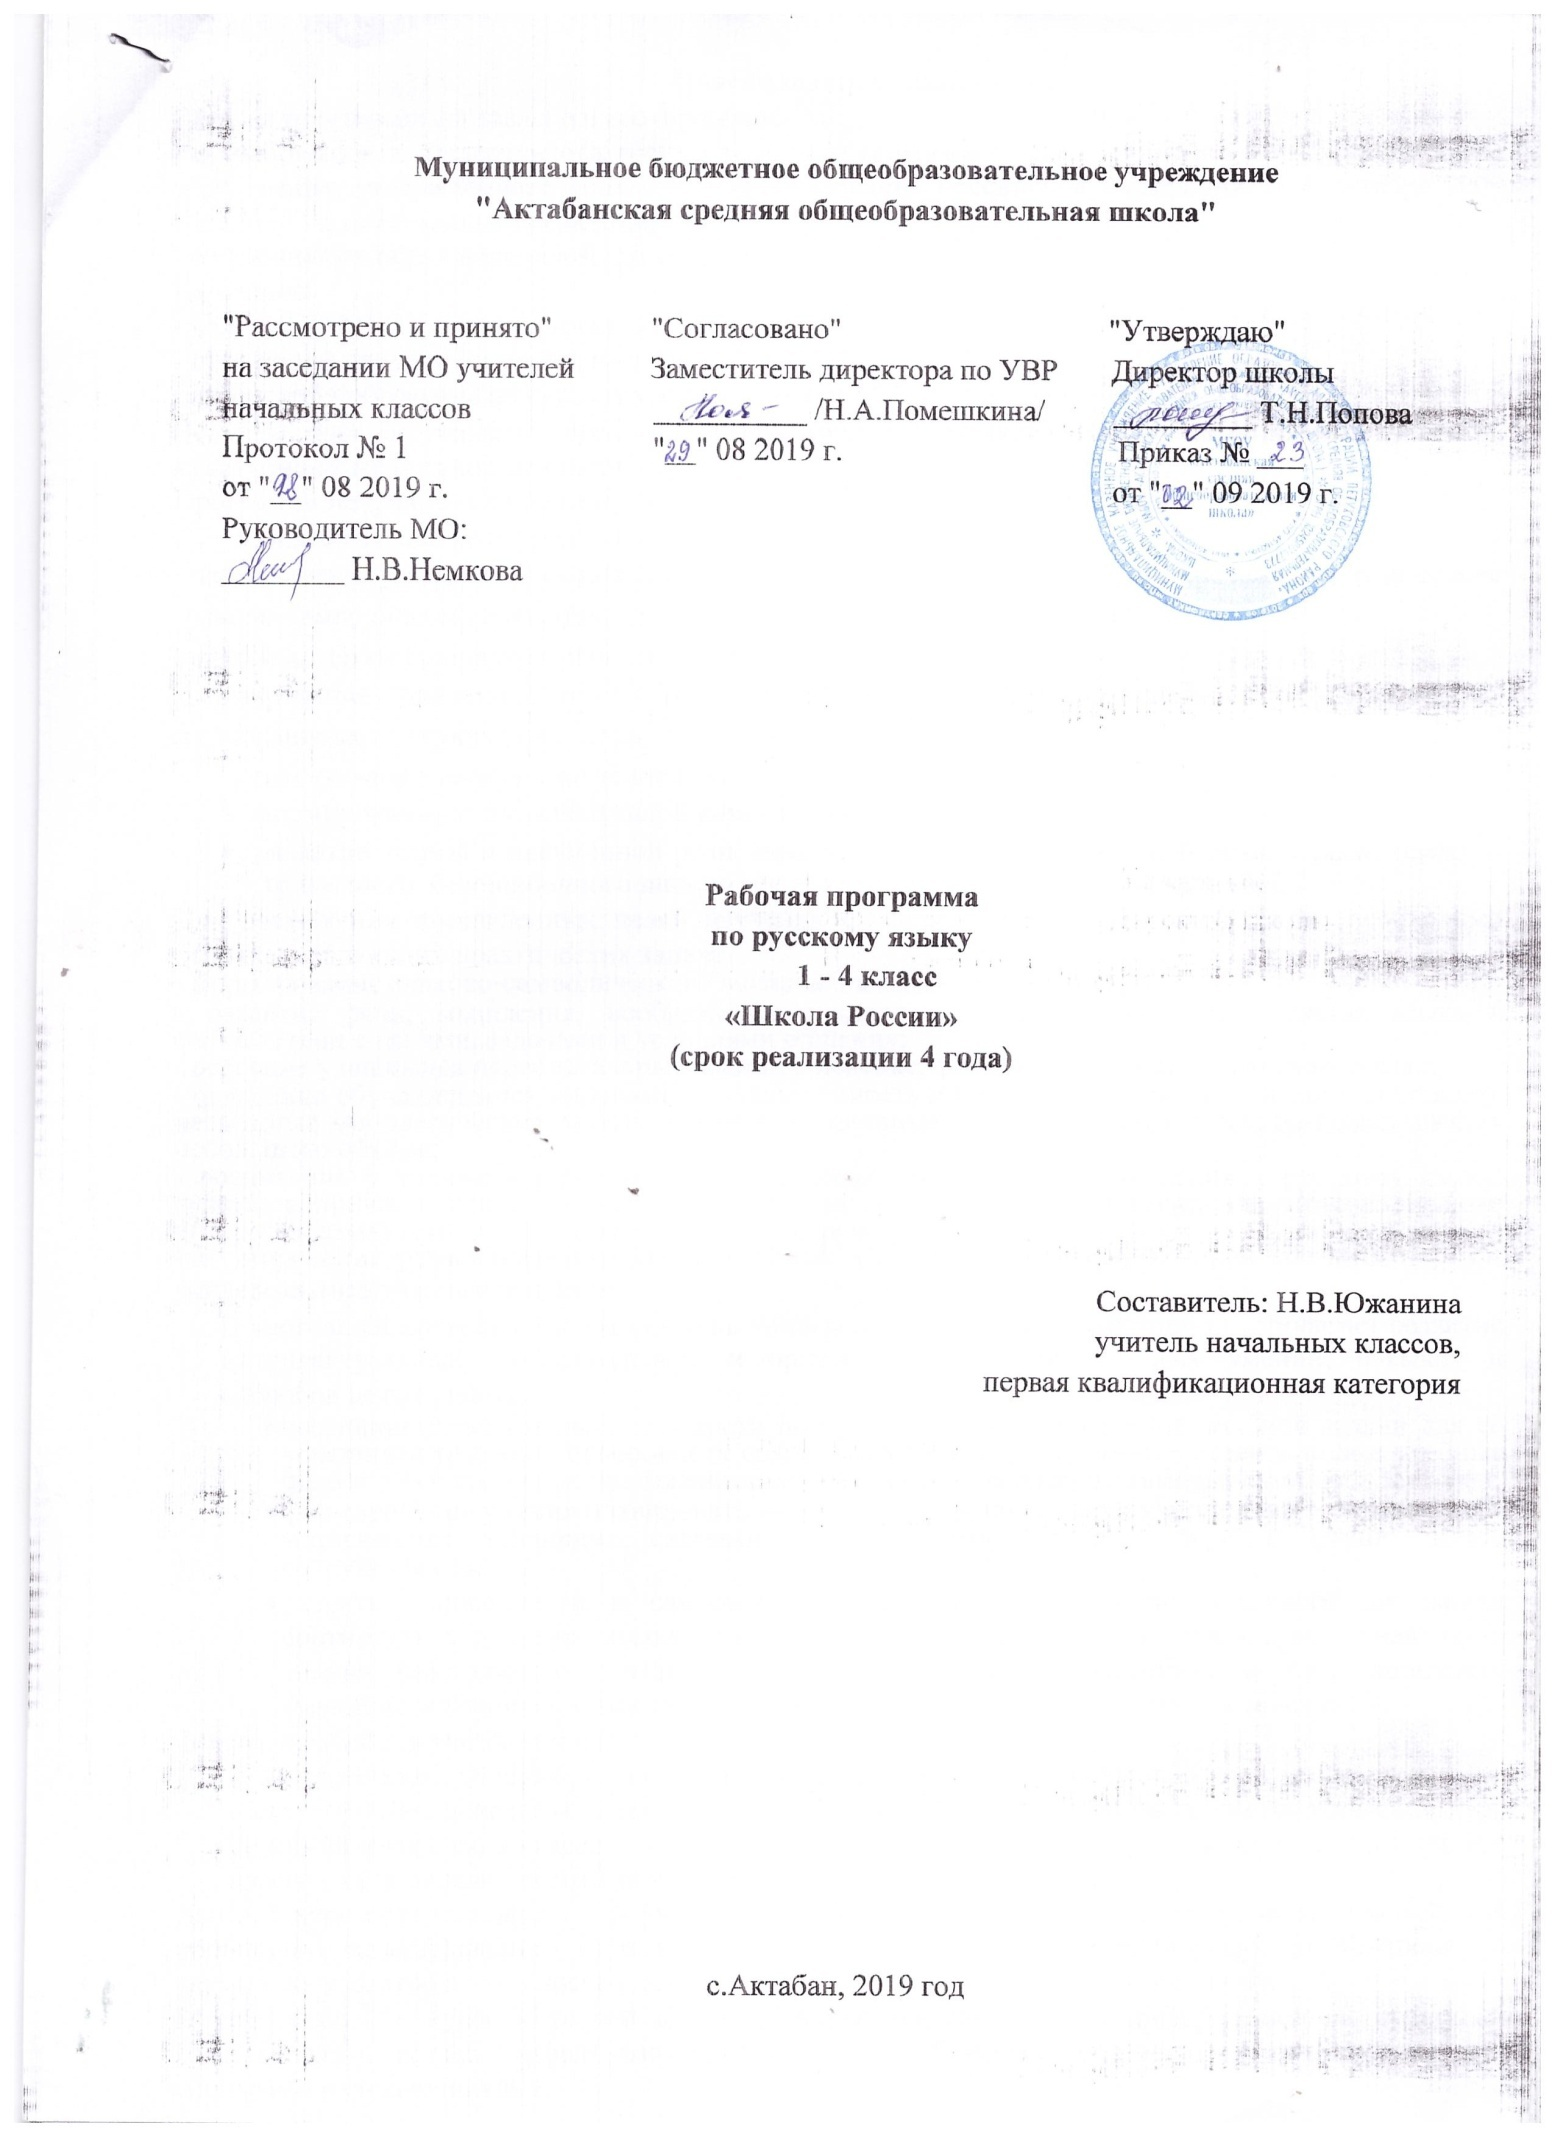 Муниципальное бюджетное общеобразовательное учреждение
"Актабанская средняя общеобразовательная школа"
"Рассмотрено и принято"
на заседании МО учителей
начальных классов
Протокол № 1
от "28" 08 2019 г.
Руководитель МО:
Н.В.Немкова
"Согласовано"
Заместитель директора по УВР
/Н.А.Помешкина/
"29" 08 2019 г.
"Утверждаю"
Директор школы
Т.Н.Попова
Приказ № 23
от "02" 09 2019 г.
Рабочая программа
по русскому языку
1 - 4 класс
«Школа России»
(срок реализации 4 года)
Составитель: Н.В.Южанина
учитель начальных классов,
первая квалификационная категория
с.Актабан, 2019 год